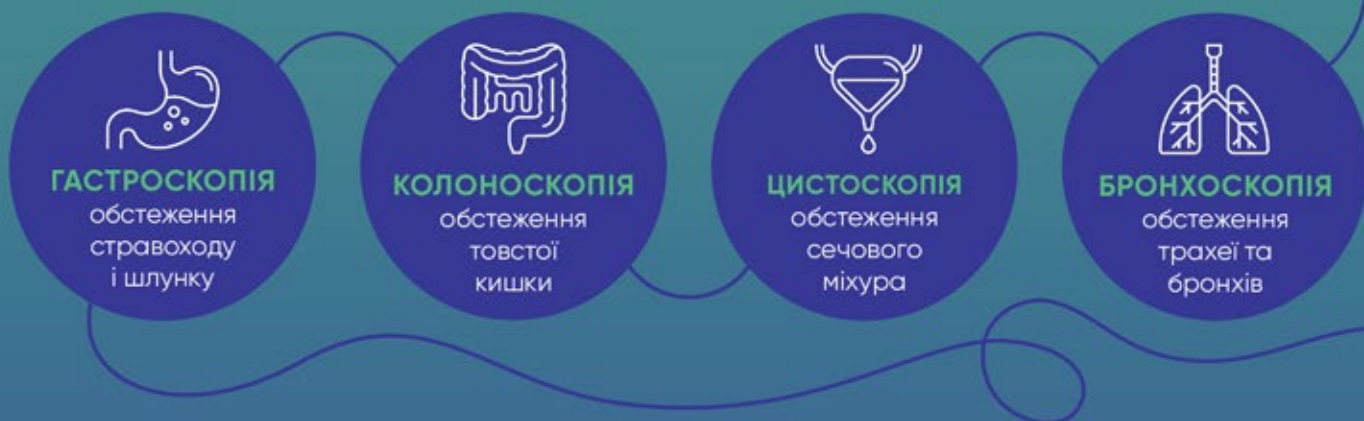 ГАСТРОСКОПІЯ
обстеження
стравоходу
і шлунку
КОЛОНОСКОПІЯ
обстеження
товстої
кишки
ЦИСТОСКОПІЯ
обстеження
сечового
міхура
БРОНХОСКОПІЯ
обстеження
трахеї та
бронхів